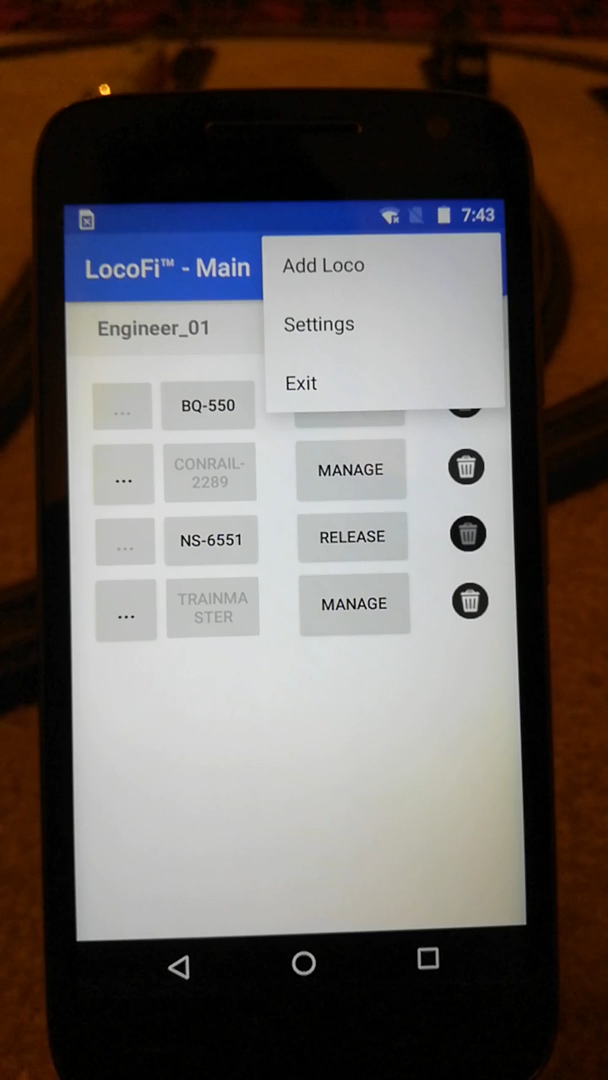 7:43
LocoFi™ - Main
Add Loco
Engineer_01
Settings
Exit
... BQ-550
... CONRAIL-
2289 MANAGE
... NS-6551 RELEASE
... TRAINMA
STER MANAGE